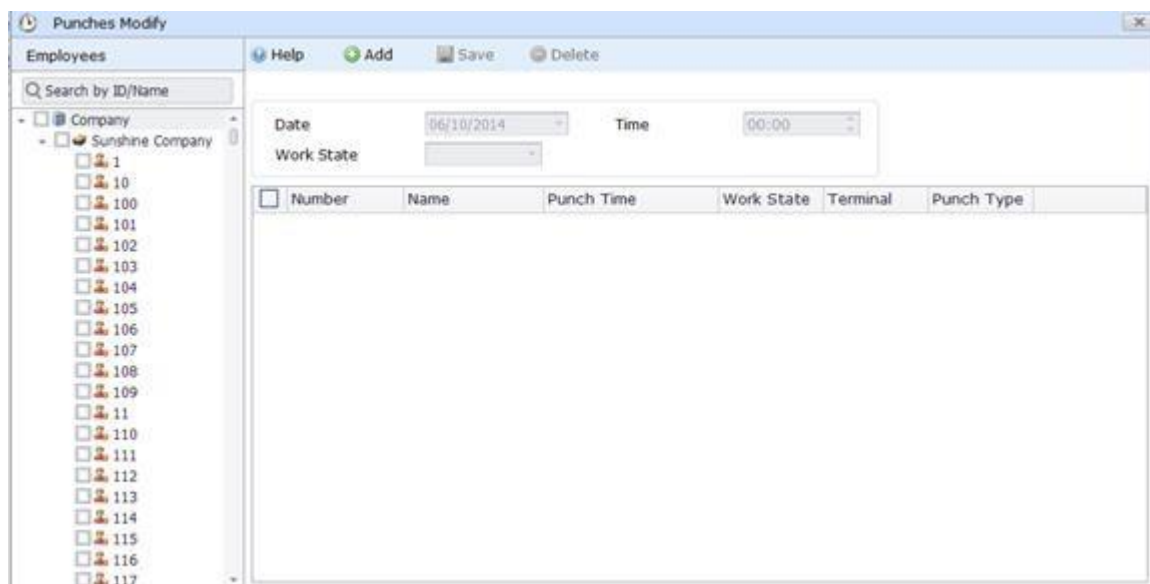 Punches Modify
Employees
Help Add Save Delete
Search by ID/Name
Company
Sunshine Company
1
10
100
101
102
103
104
105
106
107
108
109
11
110
111
112
113
114
115
116
117
Date 06/10/2014 Time 00:00
Work State
Number Name Punch Time Work State Terminal Punch Type